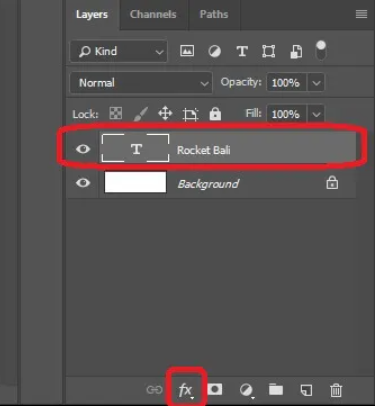 Layers Channels Paths
Kind T
Normal Opacity: 100%
Lock: Fill: 100%
T Rocket Bali
Background
fx